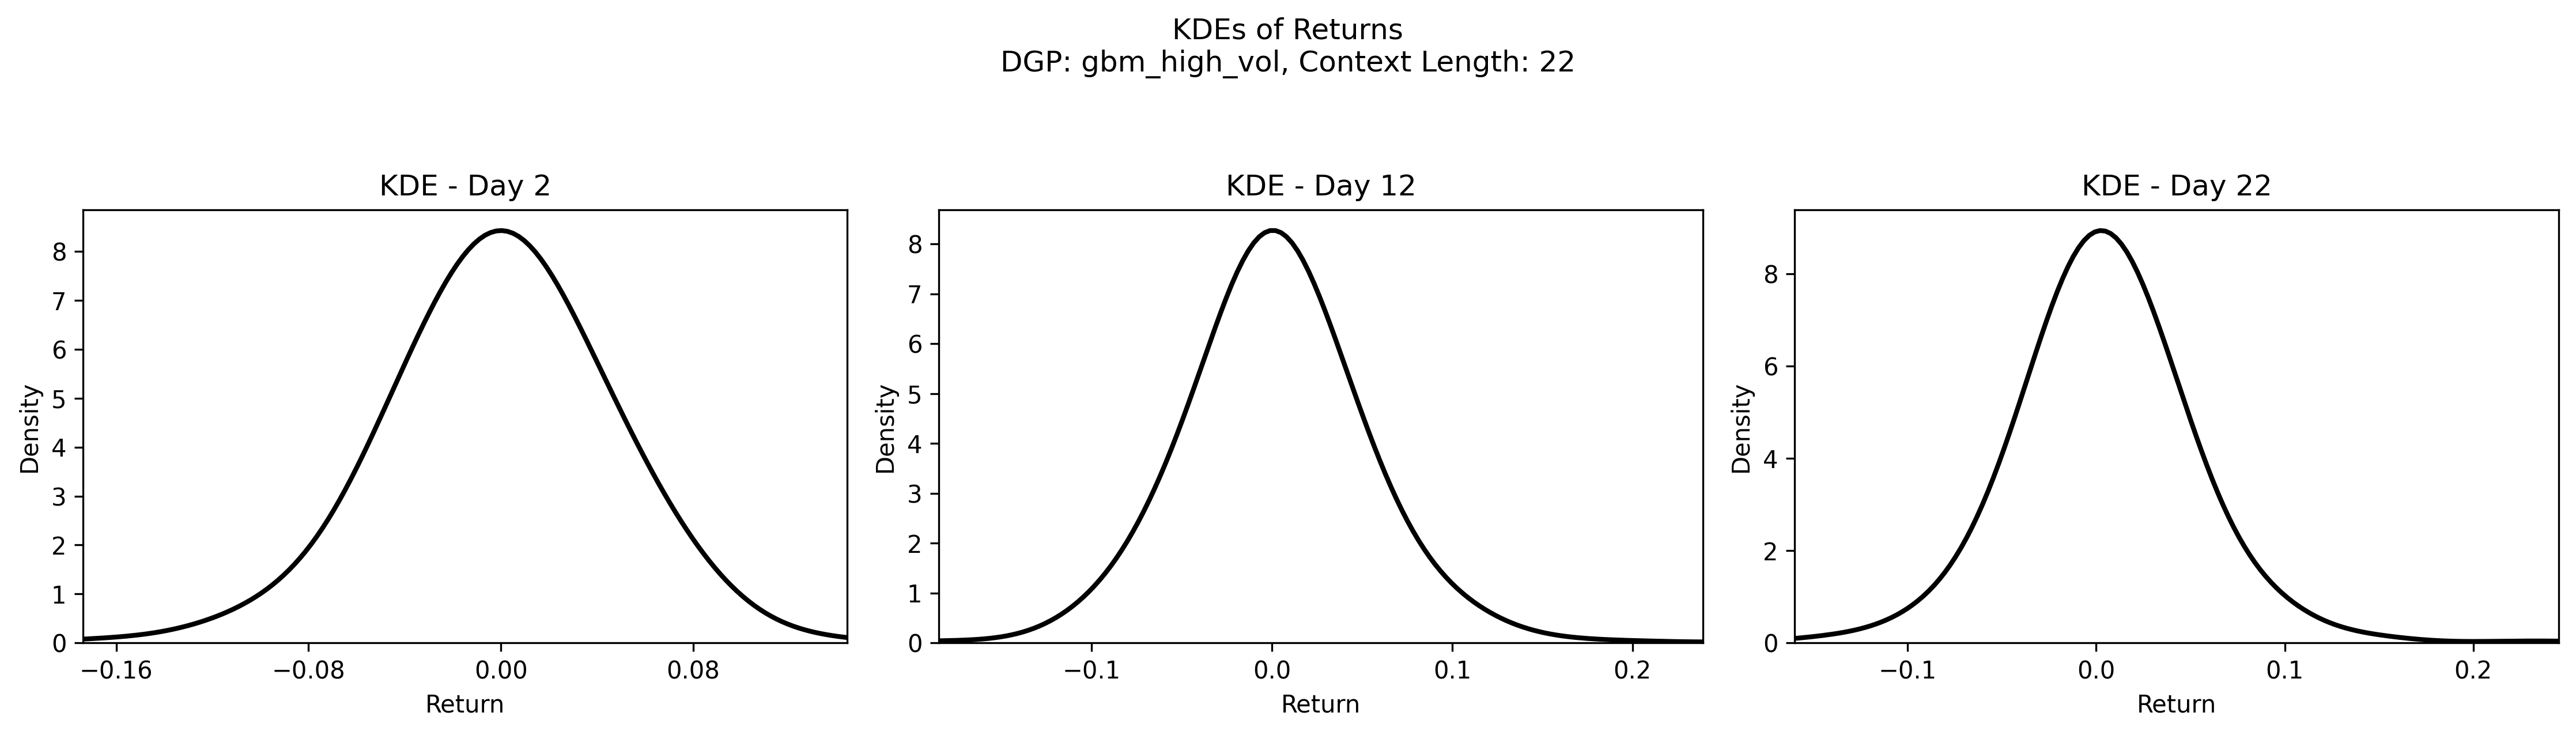 KDEs of Returns
DGP: gbm_high_vol, Context Length: 22
KDE - Day 2
8
7
6
5
4
3
2
1
0
Density
−0.16 −0.08 0.00 0.08
Return
KDE - Day 12
8
7
6
5
4
3
2
1
0
Density
−0.1 0.0 0.1 0.2
Return
KDE - Day 22
8
6
4
2
0
Density
−0.1 0.0 0.1 0.2
Return